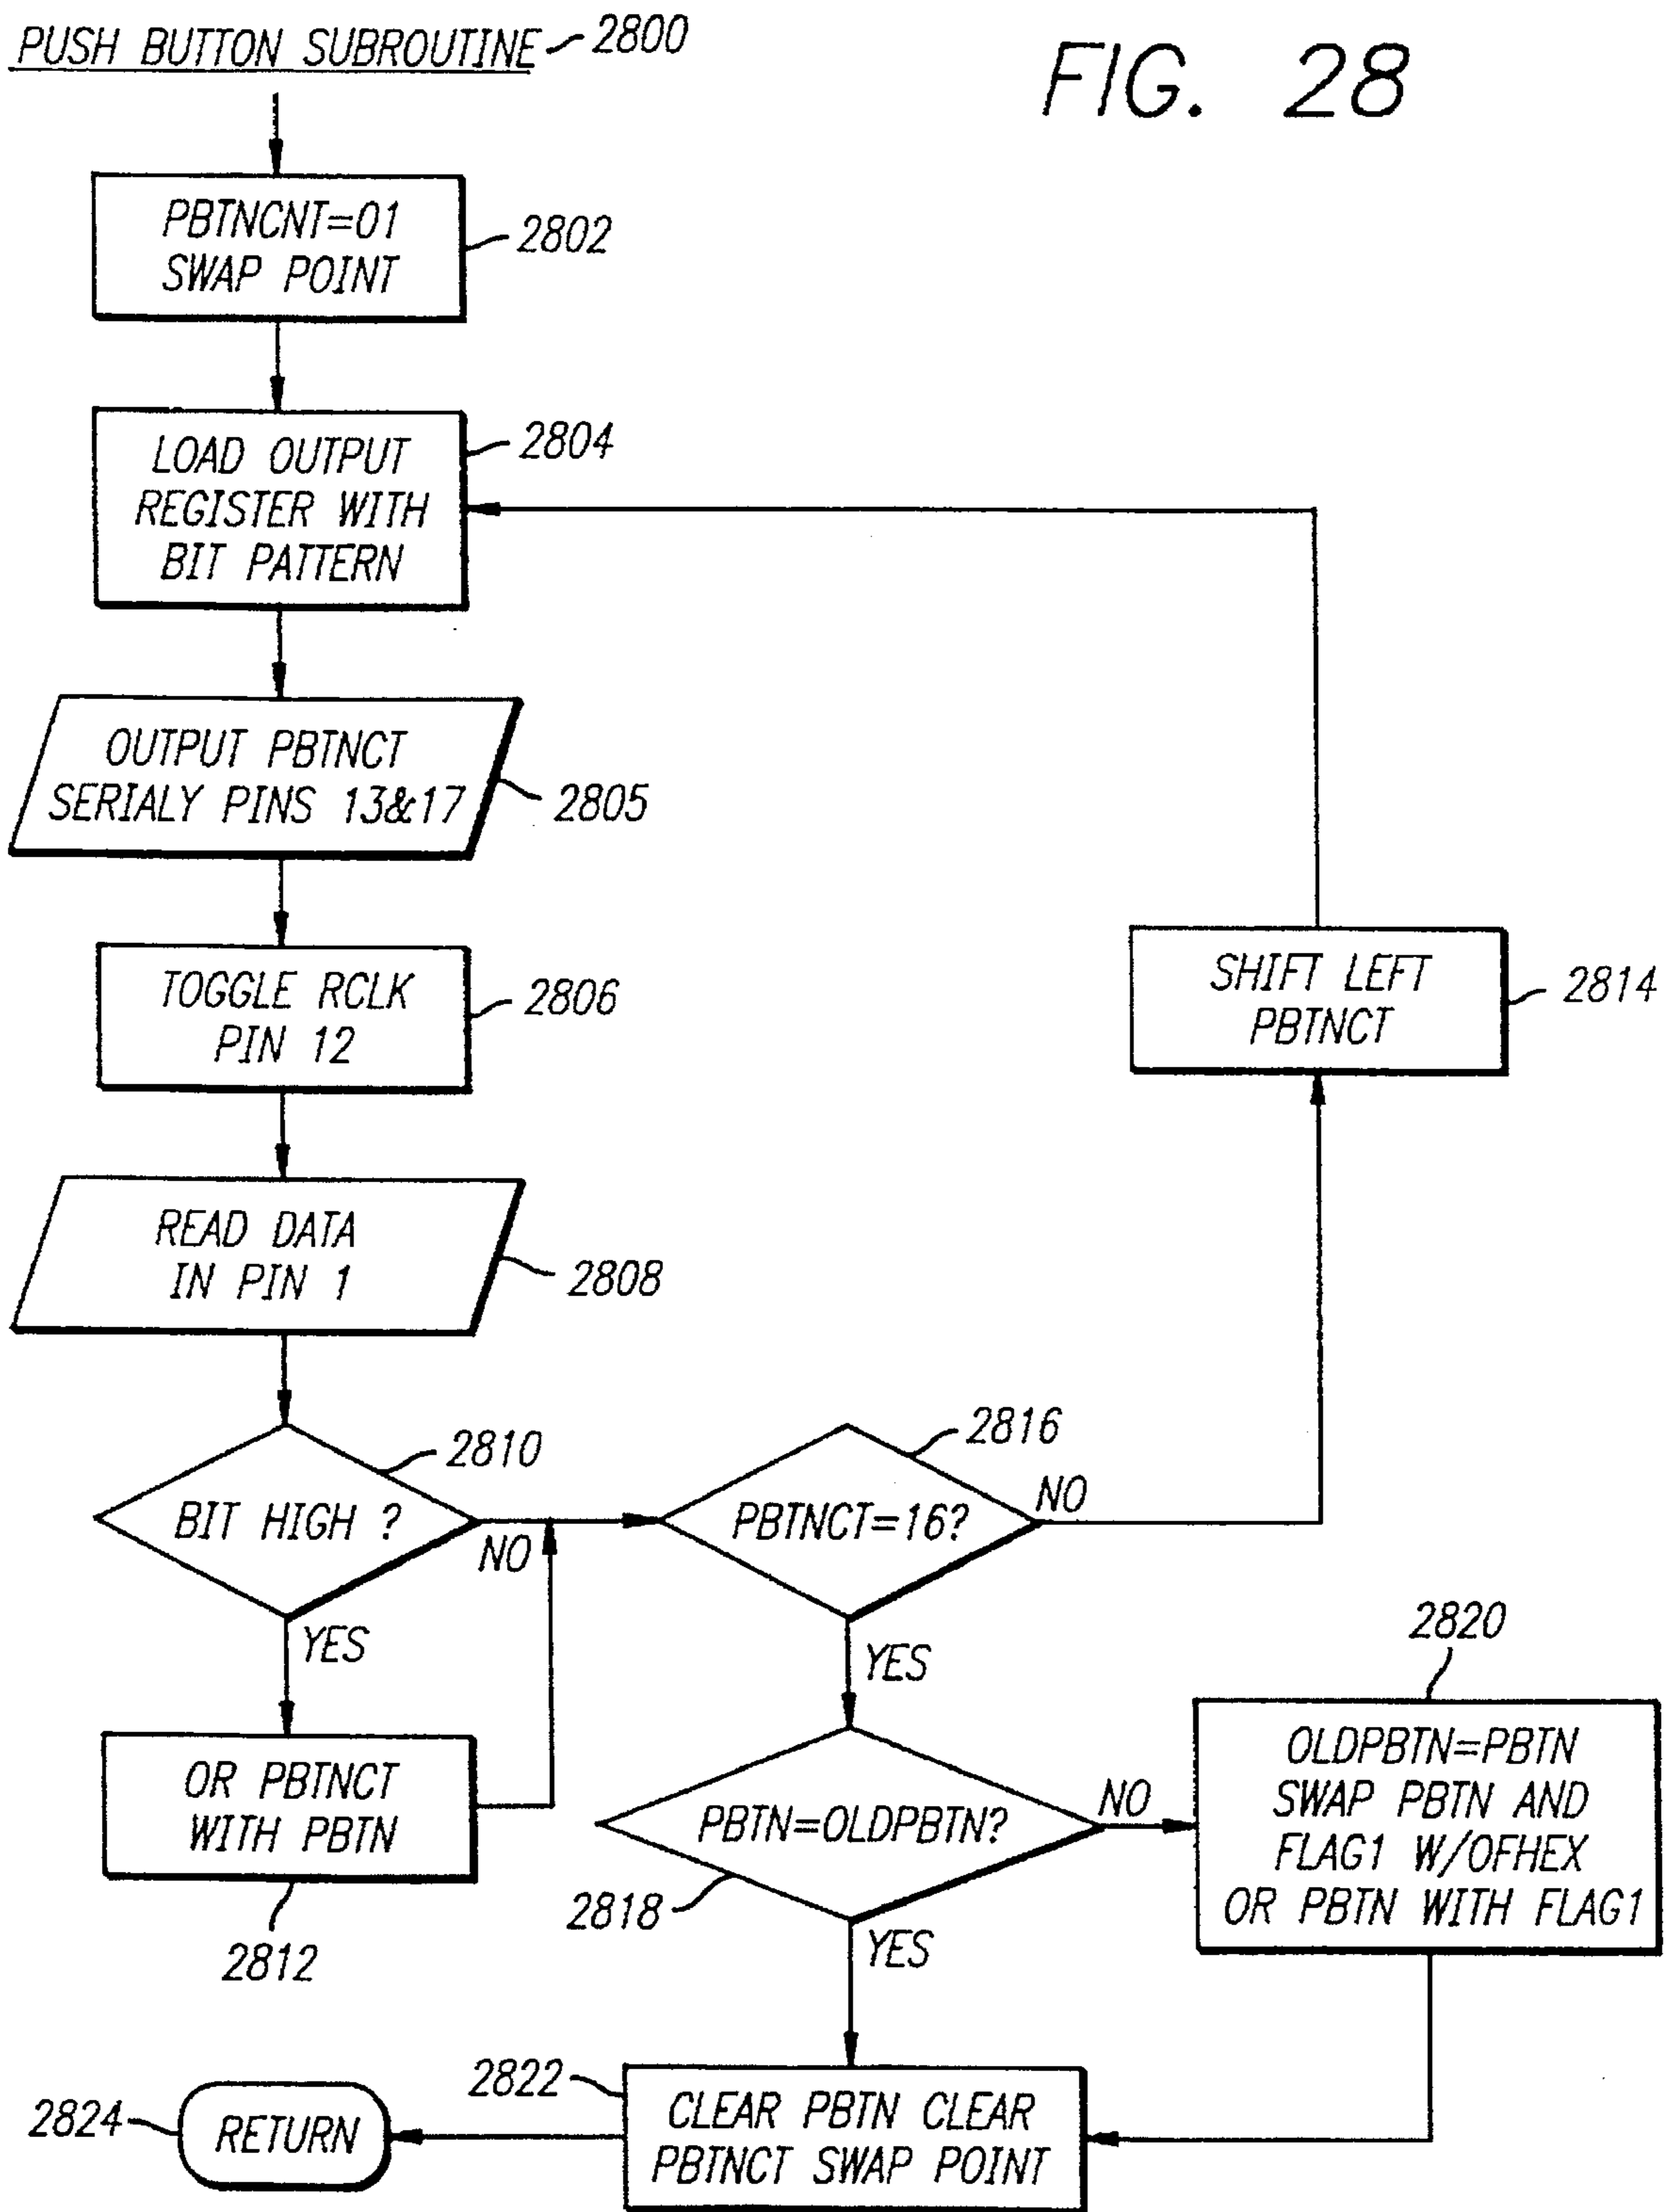 PUSH BUTTON SUBROUTINE 2800
FIG. 28
PBTNCNT=01
SWAP POINT
2802
LOAD OUTPUT
REGISTER WITH
BIT PATTERN
2804
OUTPUT PBTNCT
SERIALY PINS 13&17
2805
TOGGLE RCLK
PIN 12
2806
SHIFT LEFT
PBTNCT
2814
READ DATA
IN PIN 1
2808
BIT HIGH ?
2810
NO
YES
PBTNCT=16?
2816
NO
YES
OR PBTNCT
WITH PBTN
2812
PBTN=OLDPBTN?
2818
NO
YES
2820
OLDPBTN=PBTN
SWAP PBTN AND
FLAG1 W/OFHEX
OR PBTN WITH FLAG1
2822
CLEAR PBTN CLEAR
PBTNCT SWAP POINT
2824
RETURN